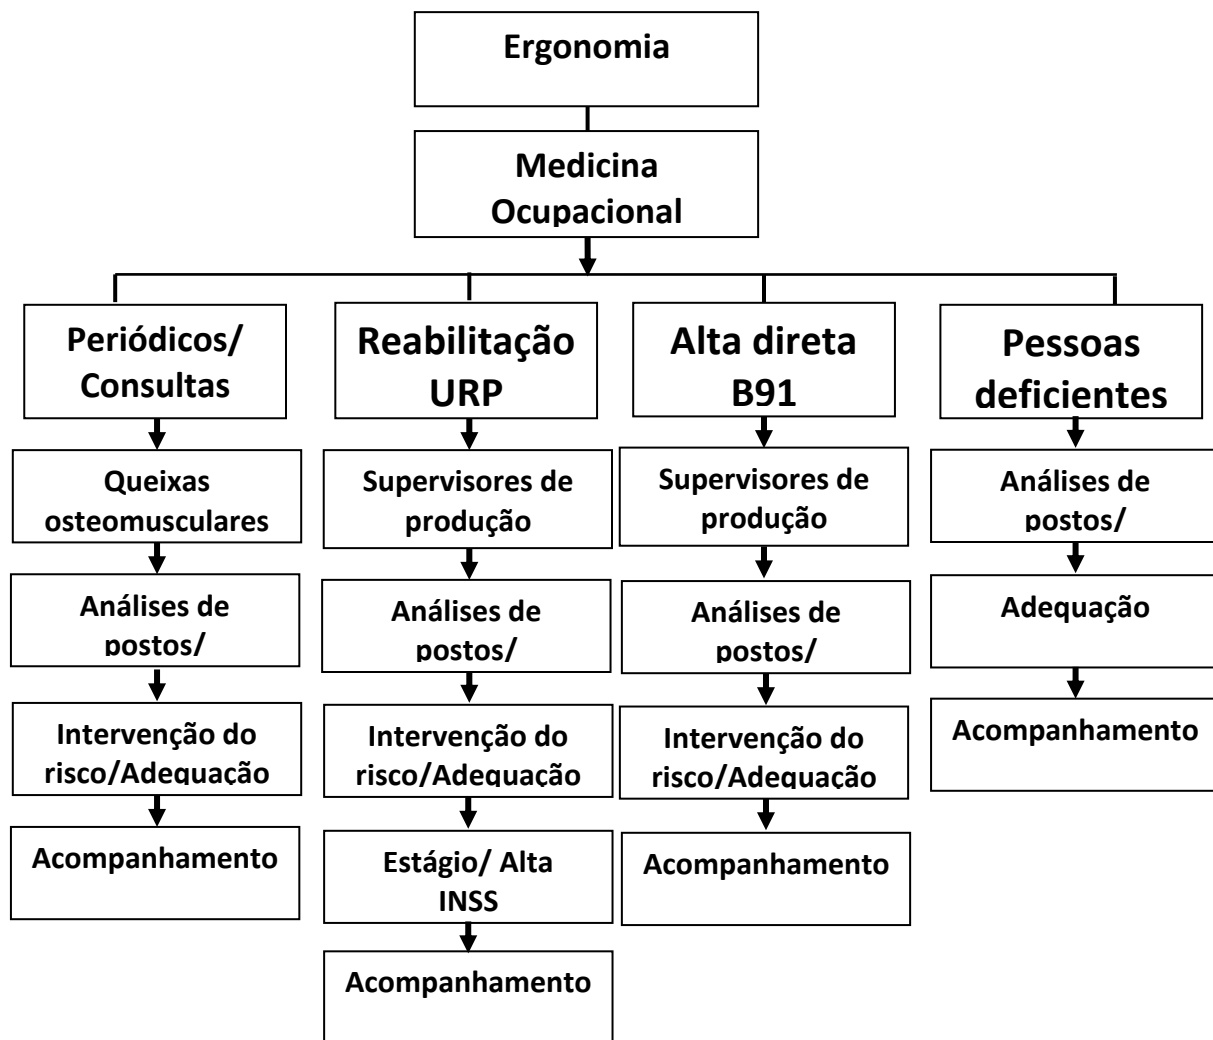 Ergonomia
Medicina
Ocupacional
Periódicos/
Consultas
Reabilitação
URP
Alta direta
B91
Pessoas
deficientes
Queixas
osteomusculares
Supervisores de
produção
Supervisores de
produção
Análises de
postos/
Análises de
postos/
Análises de
postos/
Análises de
postos/
Adequação
Intervenção do
risco/Adequação
Intervenção do
risco/Adequação
Intervenção do
risco/Adequação
Acompanhamento
Acompanhamento
Estágio/ Alta
INSS
Acompanhamento
Acompanhamento